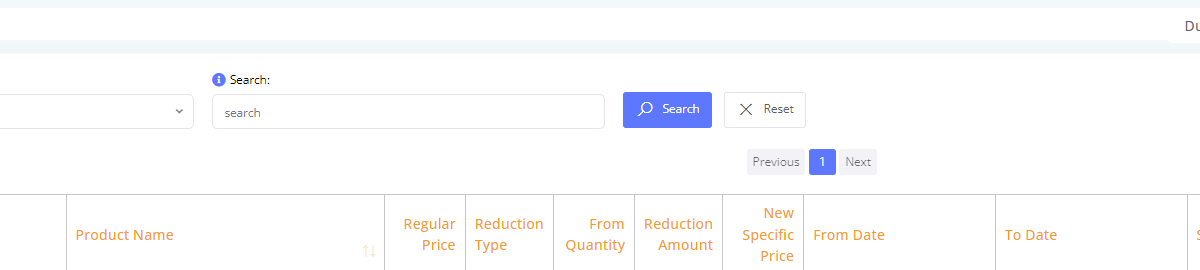 Du
Search:
search
Search
Reset
Previous 1 Next
Product Name
Regular
Price
Reduction
Type
From
Quantity
Reduction
Amount
New
Specific
Price
From Date
To Date
S